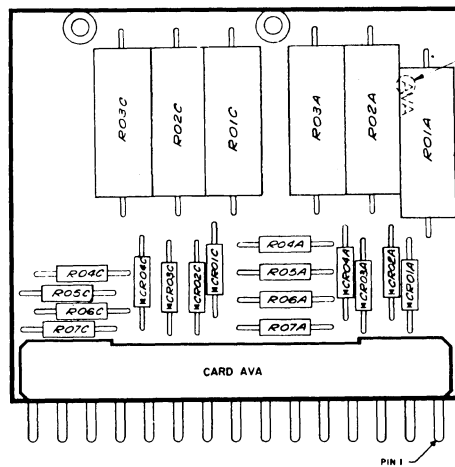 R03C
R02C
R01C
R03A
R02A
R01A
R04C
R05C
R06C
R07C
*CR04C
*CR03C
*CR02C
*CR01C
R04A
R05A
R06A
R07A
*CR04A
*CR03A
*CR02A
*CR01A
CARD AVA
PIN 1